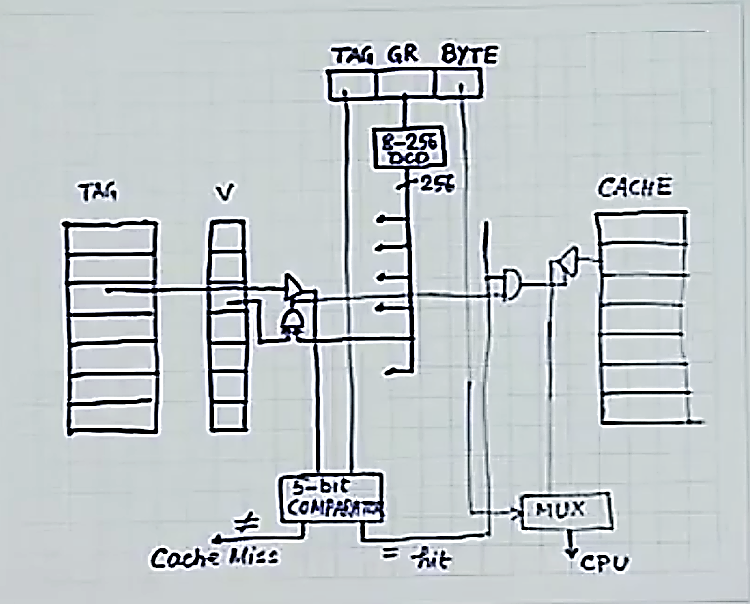 TAG GR BYTE
8-256
DCD
256
TAG V CACHE
5-bit
COMPARATOR
MUX
≠
Cache Miss
= hit
CPU